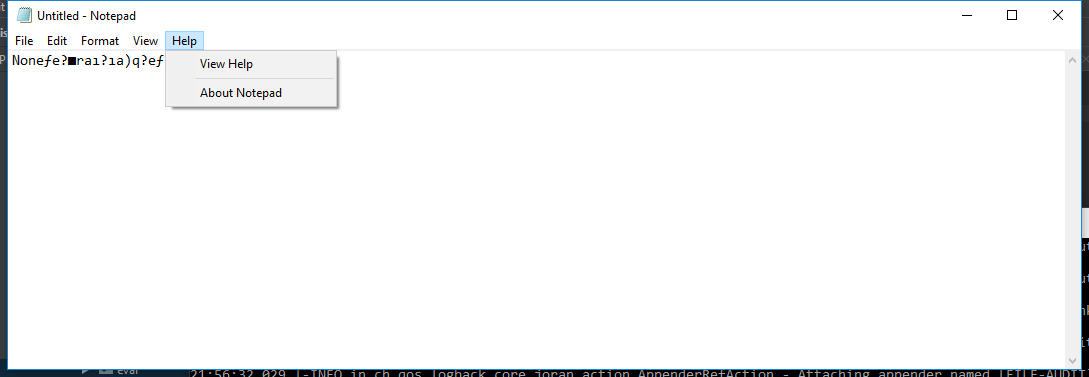 Untitled - Notepad
File Edit Format View Help
Noneƒe?■raı?ıa)q?eƒ
View Help
About Notepad
eval
21:56:32,029 |-INFO in ch.qos.logback.core.joran.action.AppenderRefAction - Attaching appender named [FILE-AUDIT